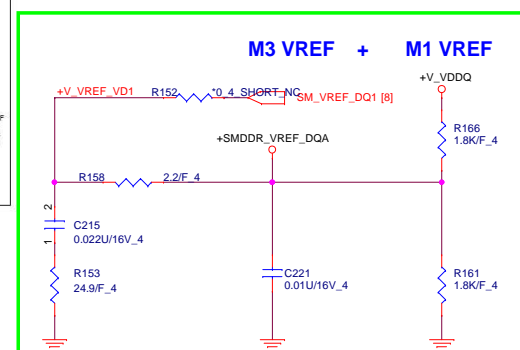 M3 VREF + M1 VREF
+V_VDDQ
+V_VREF_VD1
R152
*0_4_SHORT_NC
SM_VREF_DQ1 [8]
F
R166
1.8K/F_4
+SMDDR_VREF_DQA
R158
2.2/F_4
2
C215
0.022U/16V_4
1
R153
24.9/F_4
C221
0.01U/16V_4
R161
1.8K/F_4